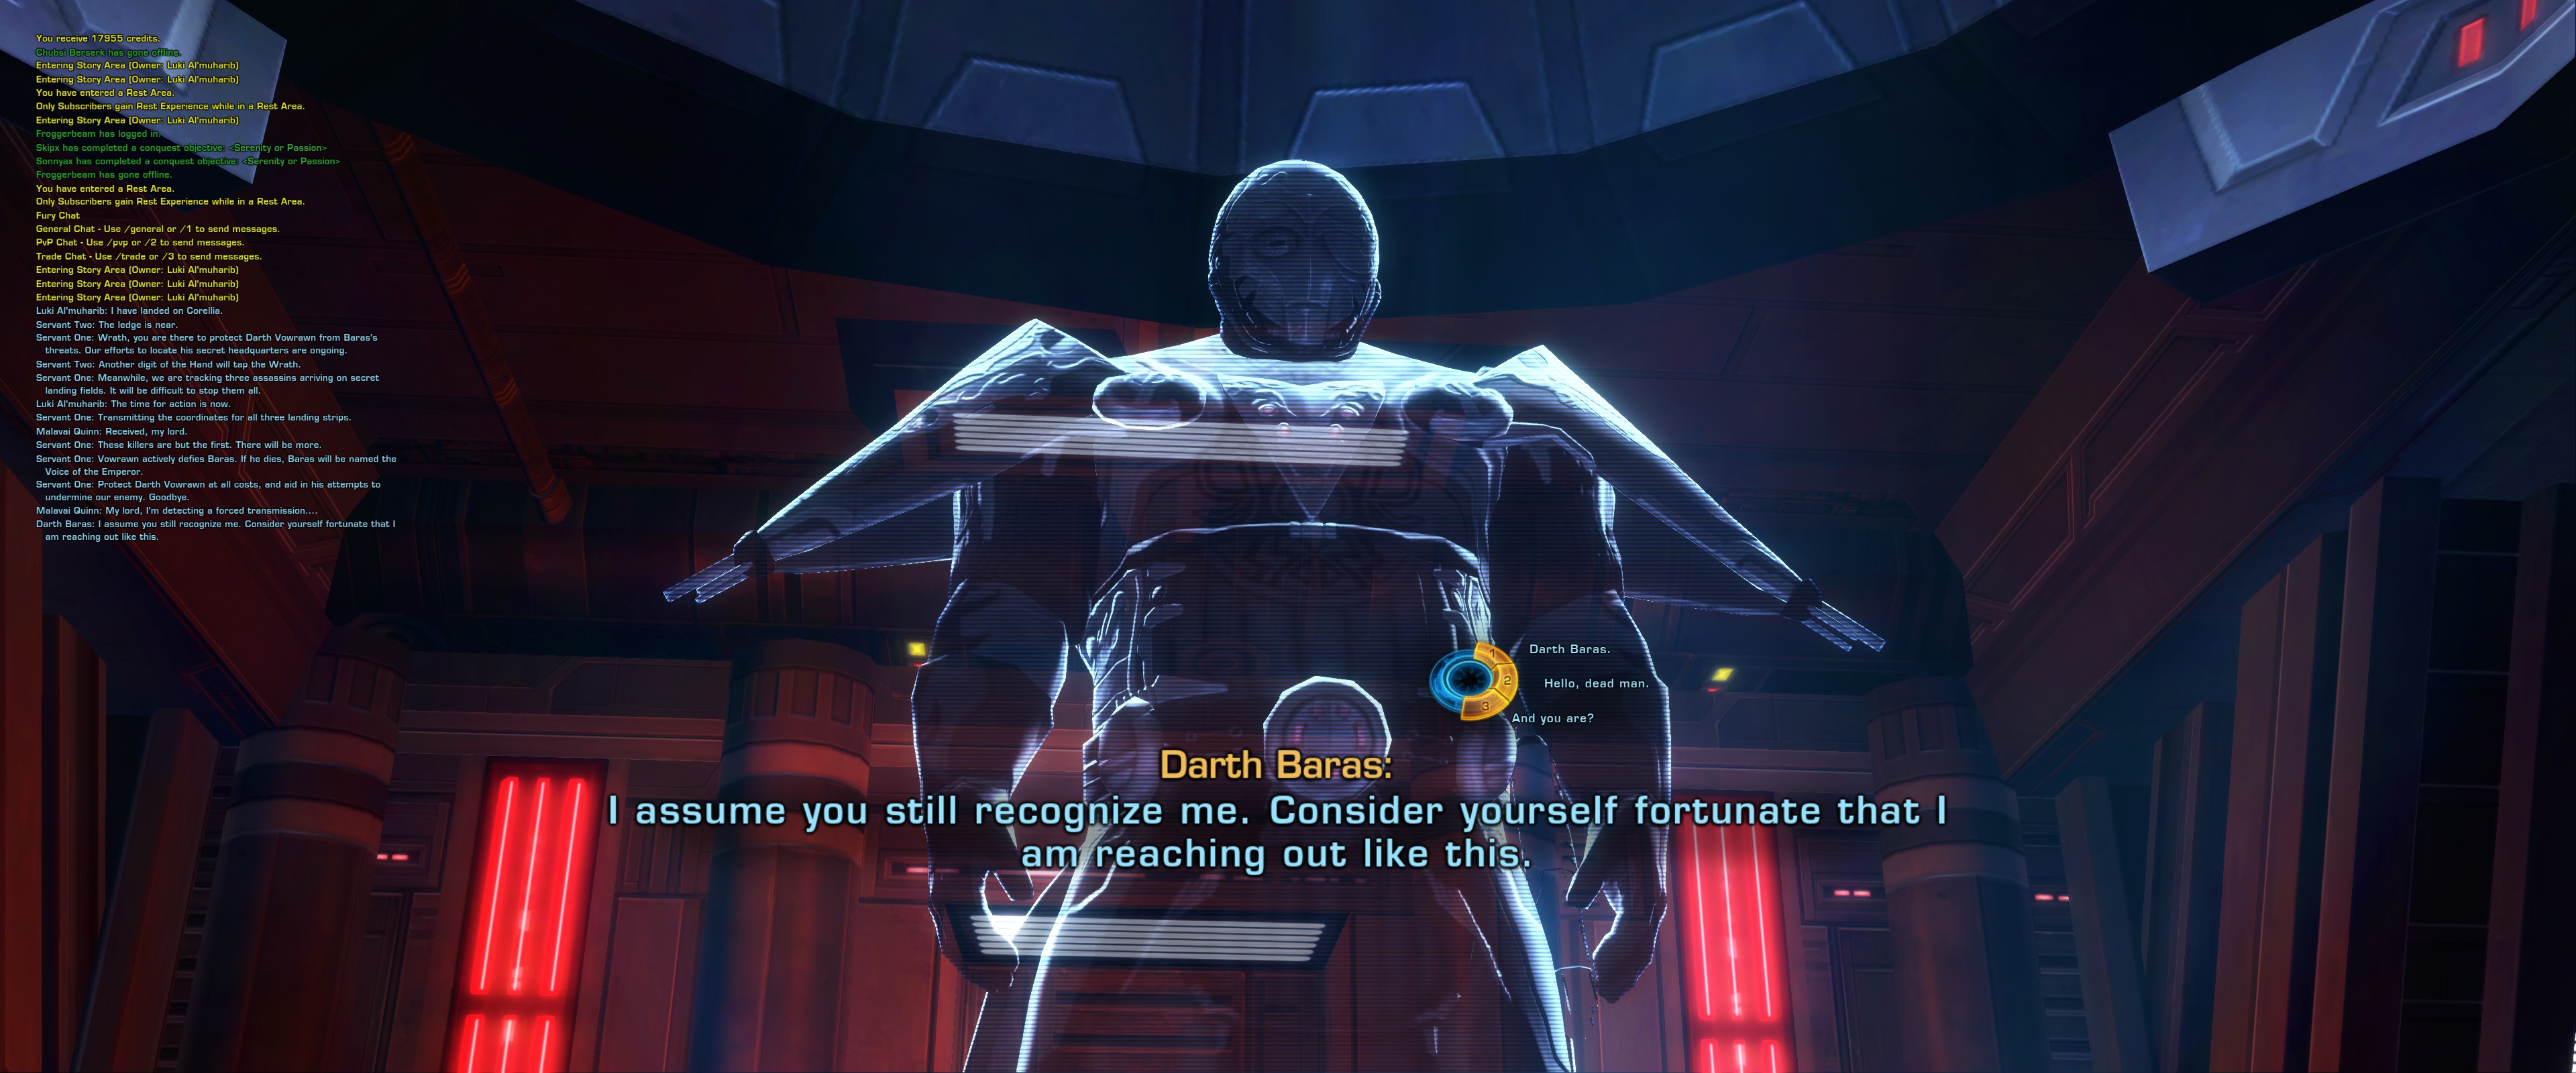 You receive 17955 credits.
Chubsi Berserk has gone offline.
Entering Story Area (Owner: Luki Al'muharib)
Entering Story Area (Owner: Luki Al'muharib)
You have entered a Rest Area.
Only Subscribers gain Rest Experience while in a Rest Area.
Entering Story Area (Owner: Luki Al'muharib)
Froggerbeam has logged in.
Skipx has completed a conquest objective: <Serenity or Passion>
Sonnyax has completed a conquest objective: <Serenity or Passion>
Froggerbeam has gone offline.
You have entered a Rest Area.
Only Subscribers gain Rest Experience while in a Rest Area.
Fury Chat
General Chat - Use /general or /1 to send messages.
PvP Chat - Use /pvp or /2 to send messages.
Trade Chat - Use /trade or /3 to send messages.
Entering Story Area (Owner: Luki Al'muharib)
Entering Story Area (Owner: Luki Al'muharib)
Entering Story Area (Owner: Luki Al'muharib)
Luki Al'muharib: I have landed on Corellia.
Servant Two: The ledge is near.
Servant One: Wrath, you are there to protect Darth Vowrawn from Baras's
threats. Our efforts to locate his secret headquarters are ongoing.
Servant Two: Another digit of the Hand will tap the Wrath.
Servant One: Meanwhile, we are tracking three assassins arriving on secret
landing fields. It will be difficult to stop them all.
Luki Al'muharib: The time for action is now.
Servant One: Transmitting the coordinates for all three landing strips.
Malavai Quinn: Received, my lord.
Servant One: These killers are but the first. There will be more.
Servant One: Vowrawn actively defies Baras. If he dies, Baras will be named the
Voice of the Emperor.
Servant One: Protect Darth Vowrawn at all costs, and aid in his attempts to
undermine our enemy. Goodbye.
Malavai Quinn: My lord, I'm detecting a forced transmission....
Darth Baras: I assume you still recognize me. Consider yourself fortunate that I
am reaching out like this.
1 Darth Baras.
2 Hello, dead man.
3 And you are?
Darth Baras:
I assume you still recognize me. Consider yourself fortunate that I
am reaching out like this.